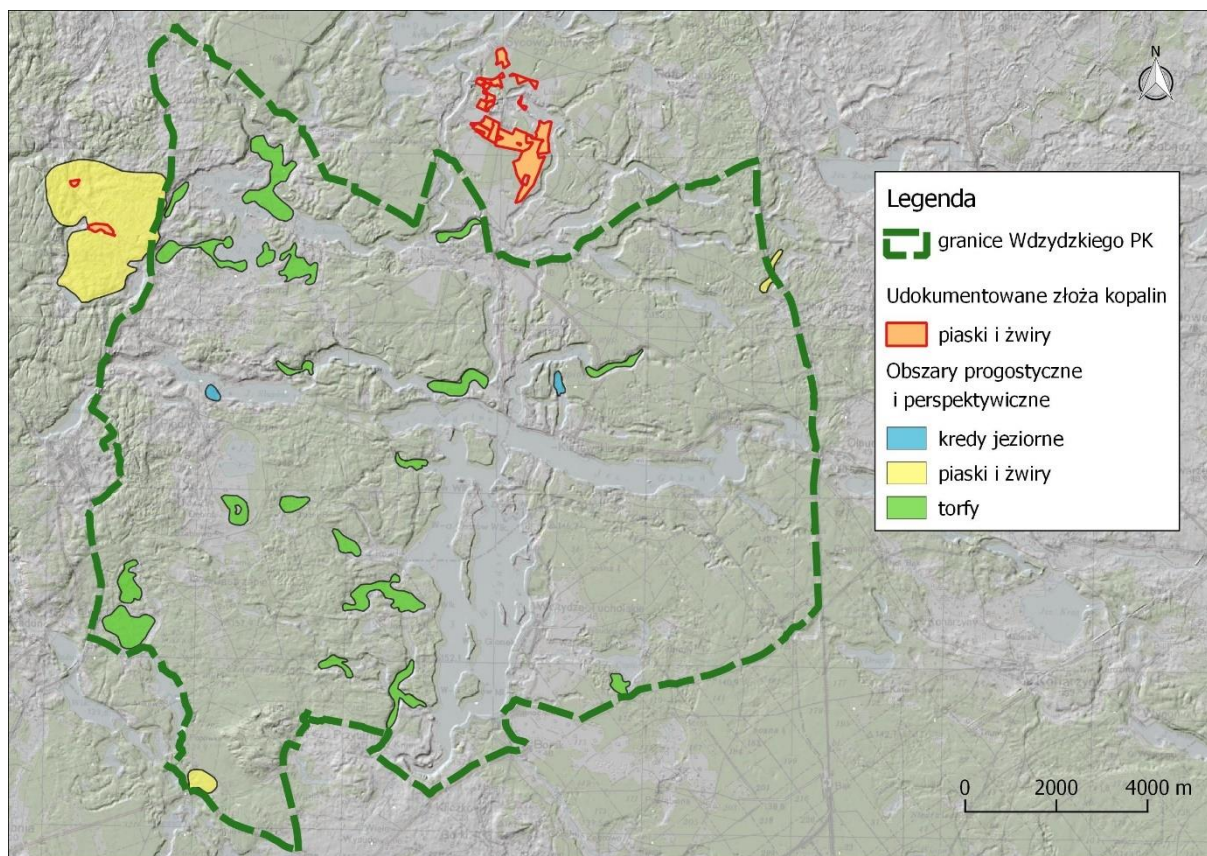 N
Legenda
granice Wdzydzkiego PK
Udokumentowane złoża kopalin
piaski i żwiry
Obszary progostyczne
i perspektywiczne
kredy jeziorne
piaski i żwiry
torfy
0 2000 4000 m